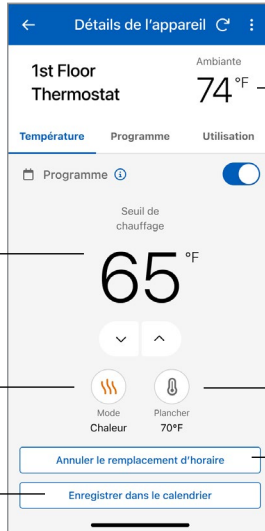 Détails de l'appareil
1st Floor
Thermostat
Ambiante
74°F
Température Programme Utilisation
Programme
Seuil de
chauffage
65°F
Mode
Chaleur
Plancher
70°F
Annuler le remplacement d'horaire
Enregistrer dans le calendrier